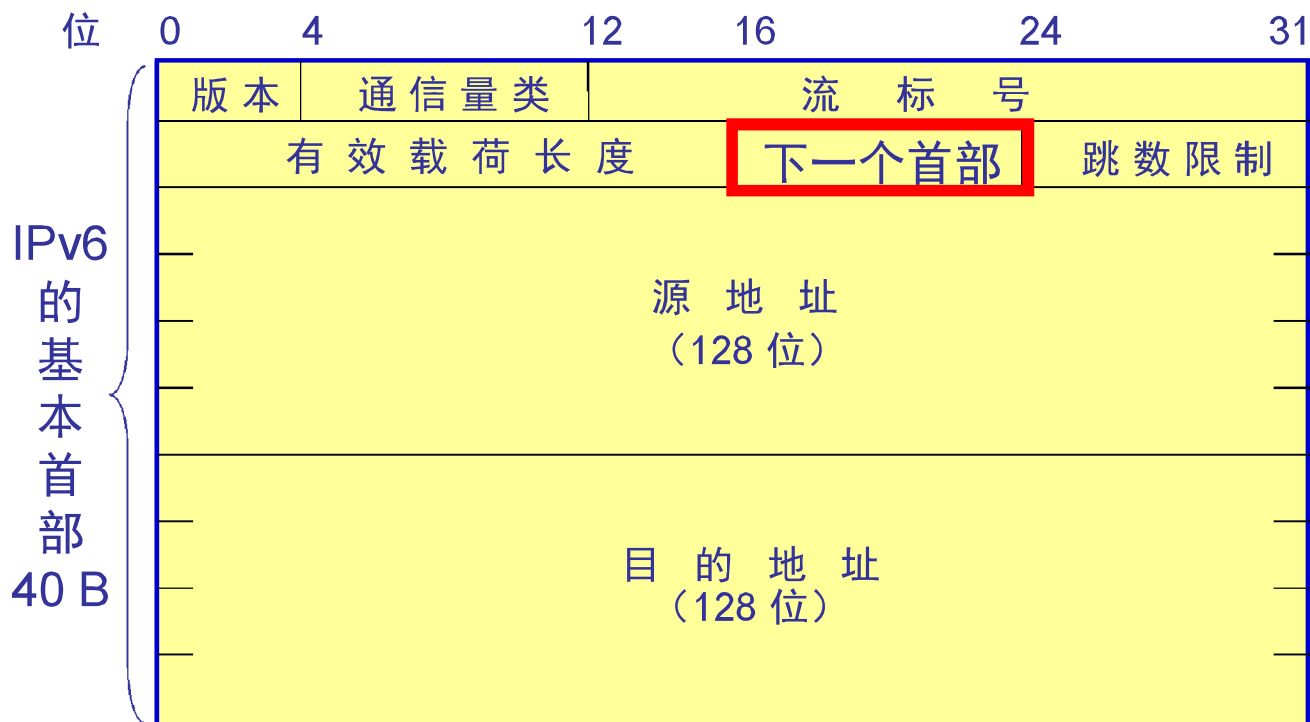 位 0 4 12 16 24 31
版本 通信量类 流标号
有效载荷长度 下一个首部 跳数限制
IPv6
的
基
本
首
部
40 B
源地址
（128 位）
目的地址
（128 位）